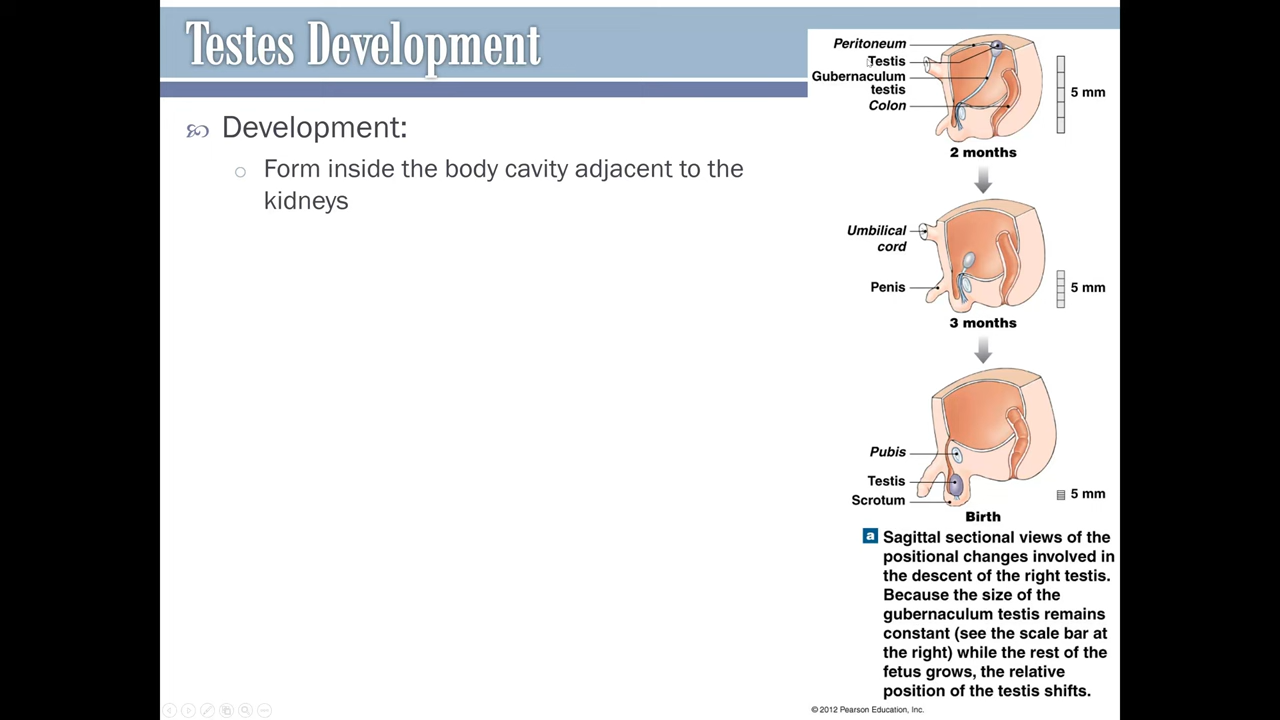 Testes Development
Development:
Form inside the body cavity adjacent to the
kidneys
Peritoneum
Testis
Gubernaculum
testis
Colon
5 mm
2 months
Umbilical
cord
Penis
5 mm
3 months
Pubis
Testis
Scrotum
5 mm
Birth
a Sagittal sectional views of the
positional changes involved in
the descent of the right testis.
Because the size of the
gubernaculum testis remains
constant (see the scale bar at
the right) while the rest of the
fetus grows, the relative
position of the testis shifts.
© 2012 Pearson Education, Inc.